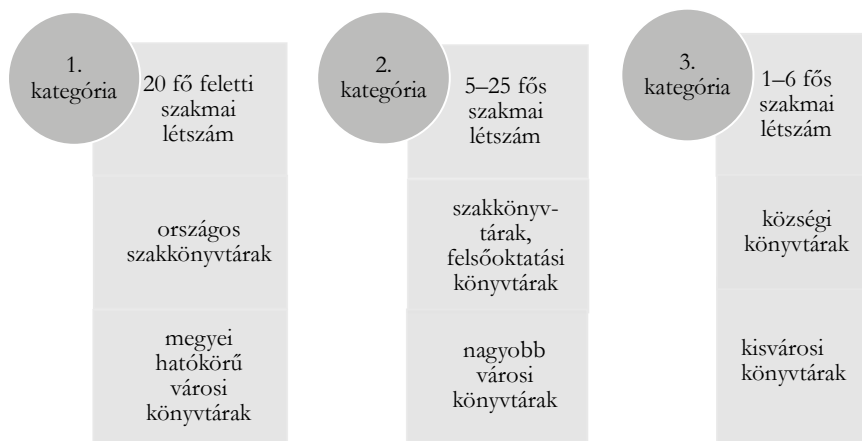 1.
kategória
20 fő feletti
szakmai
létszám
országos
szakkönyvtárak
megyei
hatókörű
városi
könyvtárak
2.
kategória
5–25 fős
szakmai
létszám
szakkönyv-
tárak,
felsőoktatási
könyvtárak
nagyobb
városi
könyvtárak
3.
kategória
1–6 fős
szakmai
létszám
községi
könyvtárak
kisvárosi
könyvtárak